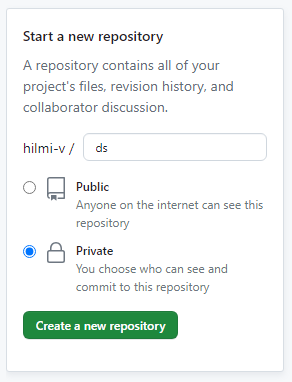 Start a new repository
A repository contains all of your
project's files, revision history, and
collaborator discussion.
hilmi-v / ds
Public
Anyone on the internet can see this
repository
Private
You choose who can see and
commit to this repository
Create a new repository